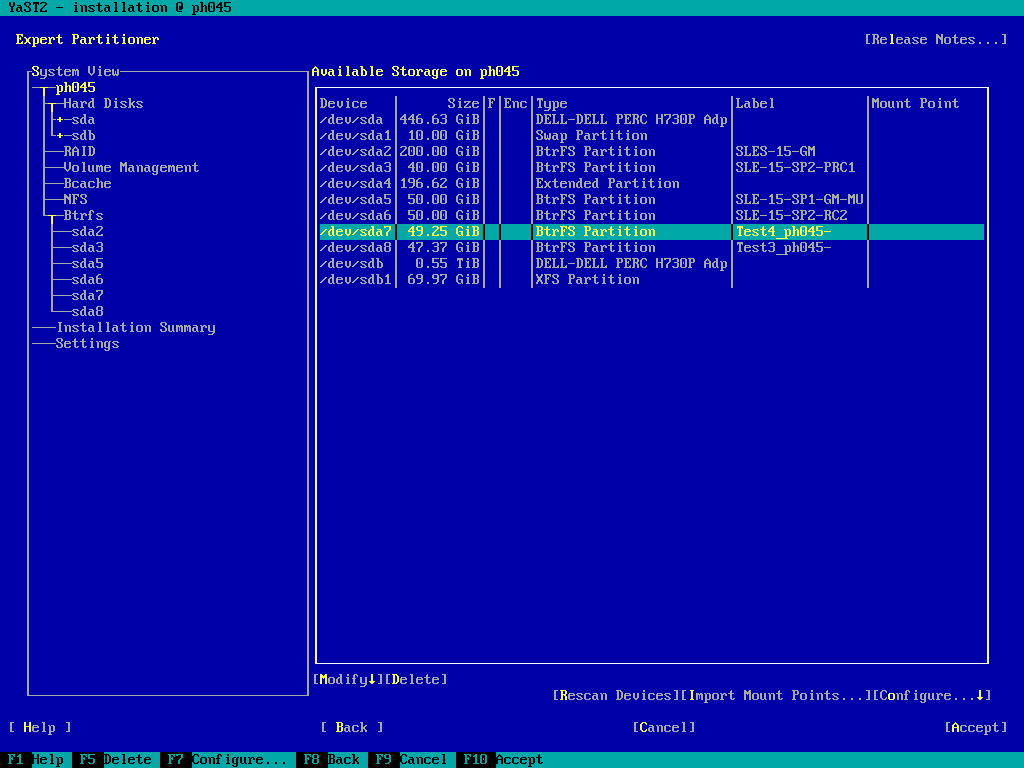 YaST2 - installation @ ph045
Expert Partitioner [Release Notes...]
System View Available Storage on ph045
ph045
Hard Disks Device Size F Enc Type Label Mount Point
+ sda /dev/sda 446.63 GiB DELL-DELL PERC H730P Adp
+ sdb /dev/sda1 10.00 GiB Swap Partition
RAID /dev/sda2 200.00 GiB BtrFS Partition SLES-15-GM
Volume Management /dev/sda3 40.00 GiB BtrFS Partition SLE-15-SP2-PRC1
Bcache /dev/sda4 196.62 GiB Extended Partition
NFS /dev/sda5 50.00 GiB BtrFS Partition SLE-15-SP1-GM-MU
Btrfs /dev/sda6 50.00 GiB BtrFS Partition SLE-15-SP2-RC2
sda2 /dev/sda7 49.25 GiB BtrFS Partition Test4_ph045-
sda3 /dev/sda8 47.37 GiB BtrFS Partition Test3_ph045-
sda5 /dev/sdb 0.55 TiB DELL-DELL PERC H730P Adp
sda6 /dev/sdb1 69.97 GiB XFS Partition
sda7
sda8
Installation Summary
Settings
[Modify↓][Delete]
[Rescan Devices][Import Mount Points...][Configure...↓]
[ Help ] [ Back ] [Cancel] [Accept]
F1 Help F5 Delete F7 Configure... F8 Back F9 Cancel F10 Accept